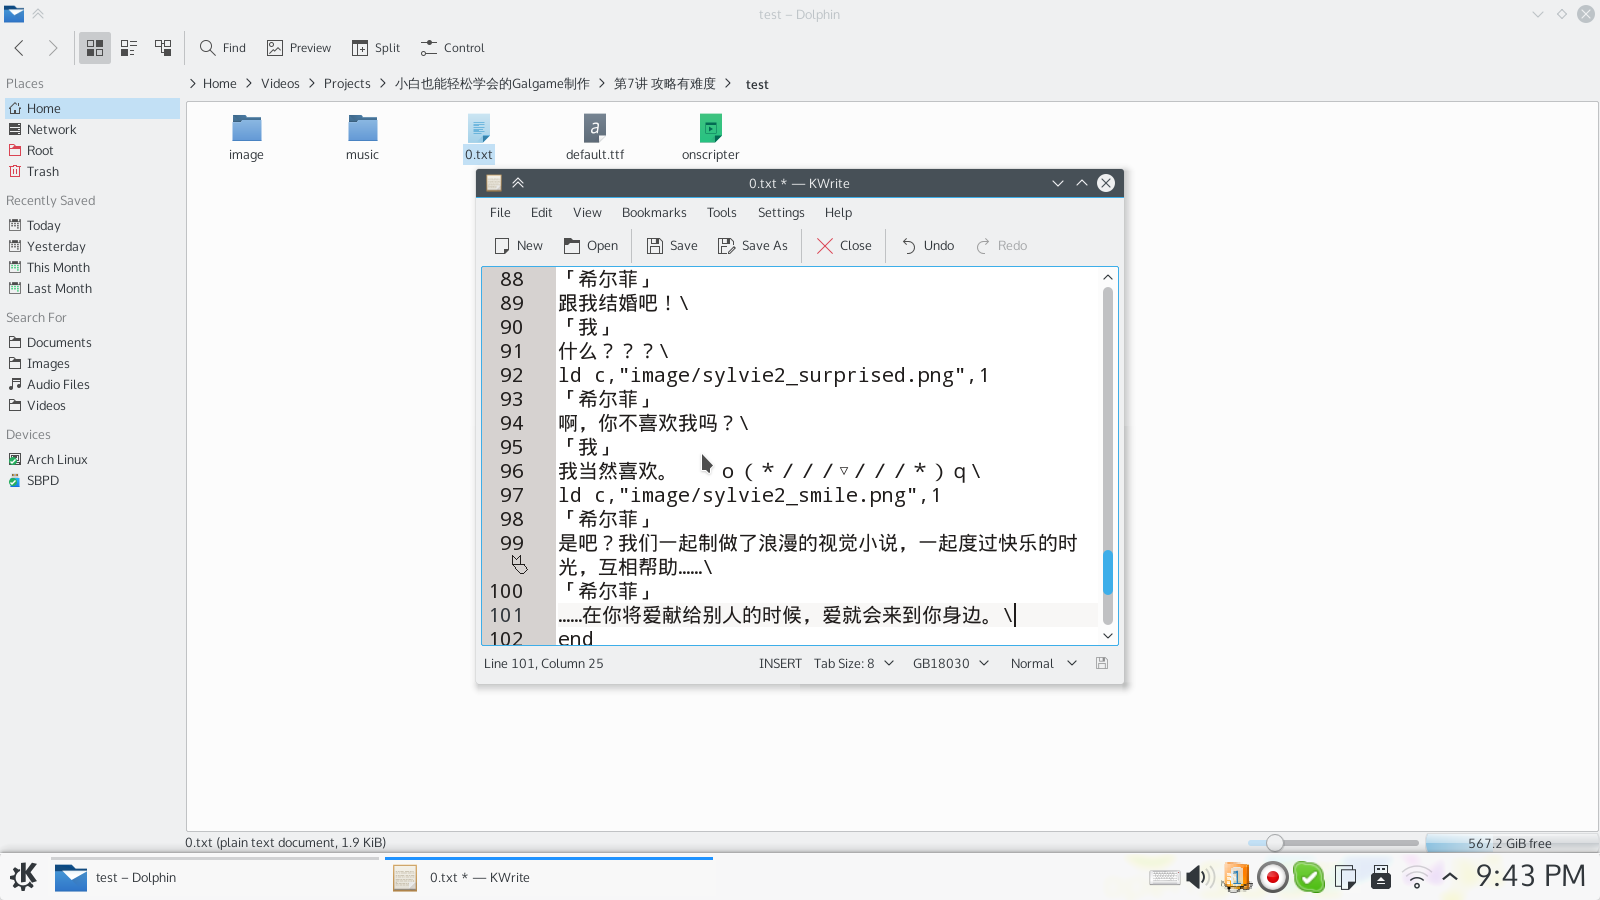 test – Dolphin
Find
Preview
Split
Control
Places
Home
Network
Root
Trash
Recently Saved
Today
Yesterday
This Month
Last Month
Search For
Documents
Images
Audio Files
Videos
Devices
Arch Linux
SBPD
Home
Videos
Projects
小白也能轻松学会的Galgame制作
第7讲 攻略有难度
test
image
music
0.txt
default.ttf
onscripter
0.txt * — KWrite
File Edit View Bookmarks Tools Settings Help
New Open Save Save As Close Undo Redo
88 「希尔菲」
89 跟我结婚吧！\
90 「我」
91 什么？？？\
92 ld c,"image/sylvie2_surprised.png",1
93 「希尔菲」
94 啊，你不喜欢我吗？\
95 「我」
96 我当然喜欢。 ｏ（＊／／／▽／／／＊）ｑ\
97 ld c,"image/sylvie2_smile.png",1
98 「希尔菲」
99 是吧？我们一起制做了浪漫的视觉小说，一起度过快乐的时
光，互相帮助……\
100 「希尔菲」
101 ……在你将爱献给别人的时候，爱就会来到你身边。\
102 end
Line 101, Column 25
INSERT
Tab Size: 8
GB18030
Normal
0.txt (plain text document, 1.9 KiB)
567.2 GiB free
test – Dolphin
0.txt * — KWrite
9:43 PM